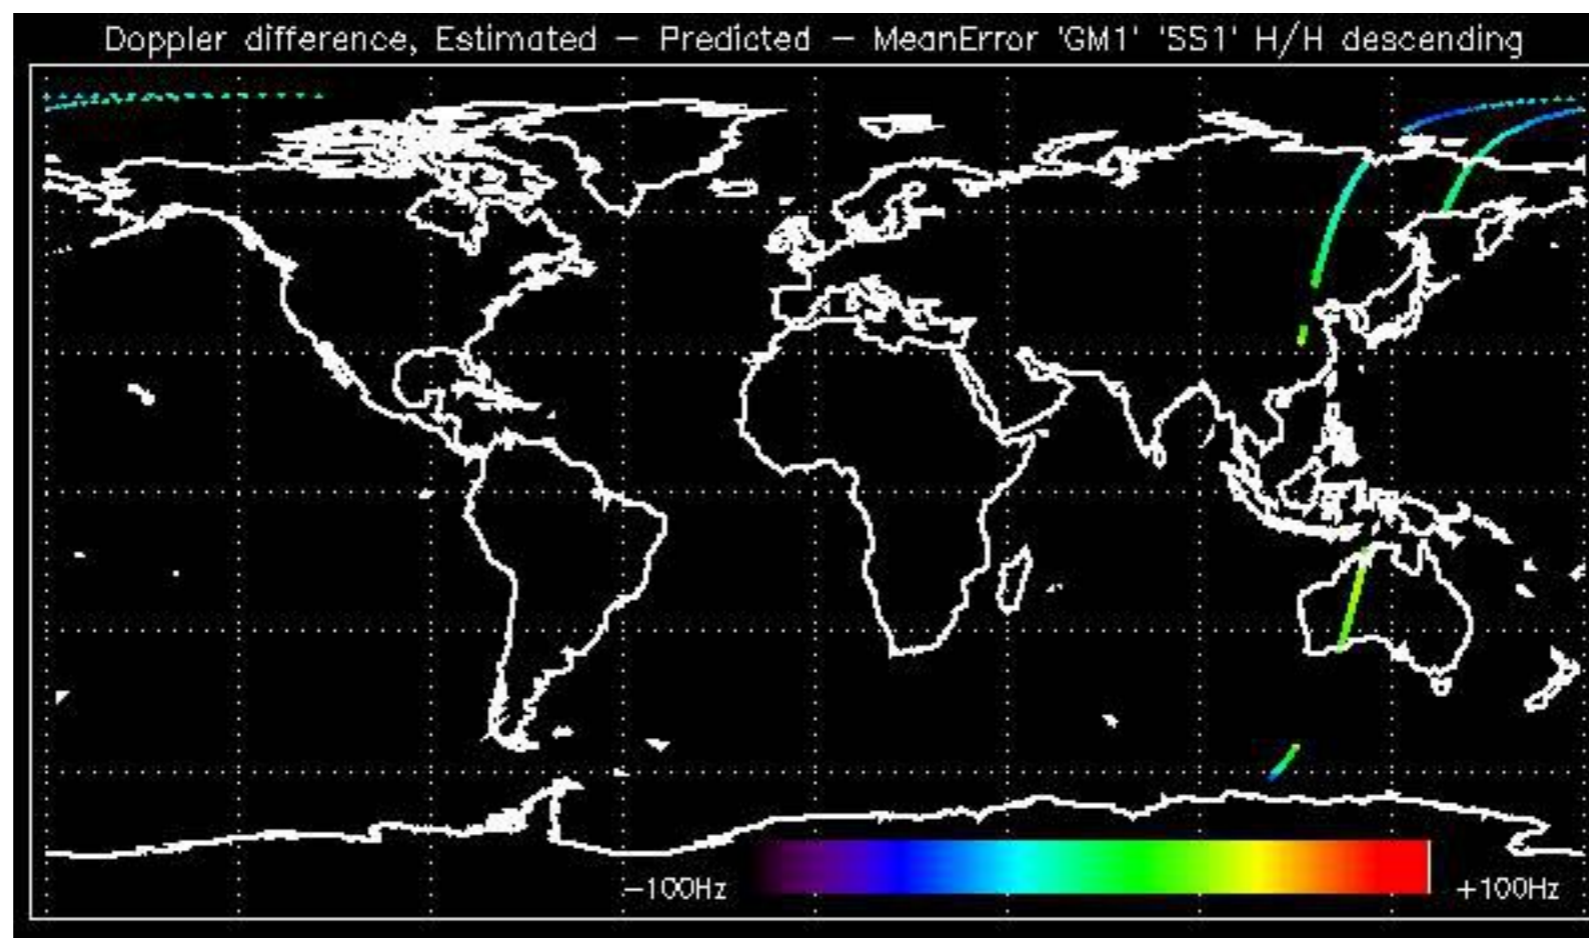 Doppler difference, Estimated – Predicted – MeanError 'GM1' 'SS1' H/H descending
–100Hz +100Hz